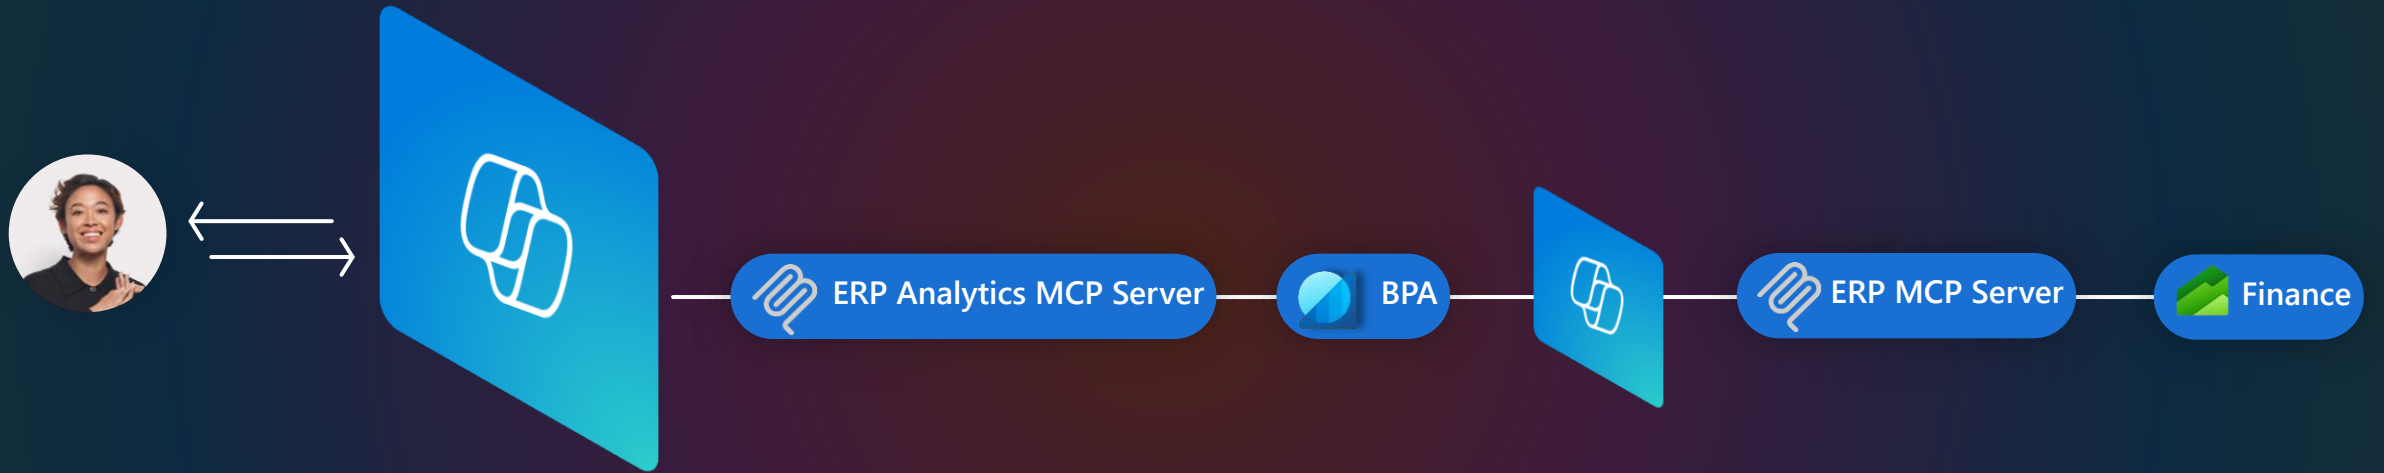 ERP Analytics MCP Server
BPA
ERP MCP Server
Finance